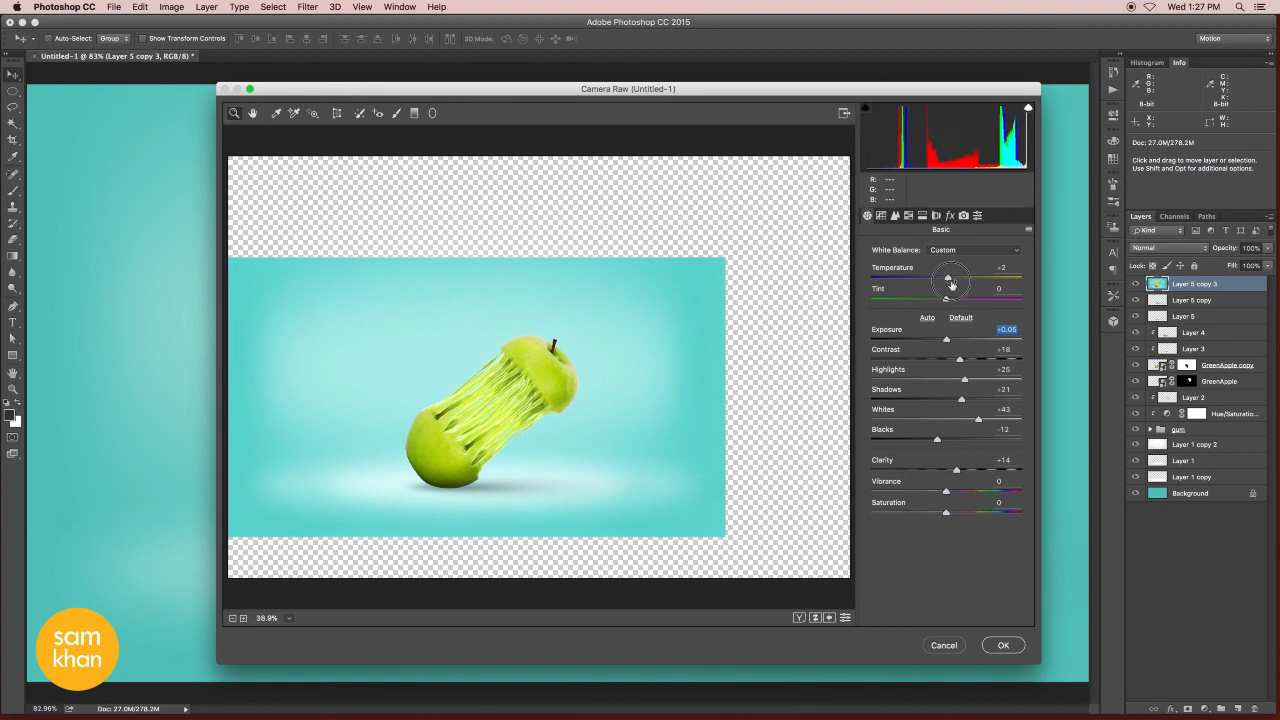 Photoshop CC File Edit Image Layer Type Select Filter 3D View Window Help Wed 1:27 PM
Adobe Photoshop CC 2015
Auto-Select: Group Show Transform Controls 3D Mode: Motion
Untitled-1 @ 83% (Layer 5 copy 3, RGB/8) *
Histogram Info
R: C:
G: M:
B: Y:
K:
8-bit 8-bit
X: W:
Y: H:
Doc: 27.0M/278.2M
Click and drag to move layer or selection.
Use Shift and Opt for additional options.
Layers Channels Paths
Kind
Normal Opacity: 100%
Lock: Fill: 100%
Layer 5 copy 3
Layer 5 copy
Layer 5
Layer 4
Layer 3
GreenApple copy
GreenApple
Layer 2
Hue/Saturatio...
gum
Layer 1 copy 2
Layer 1
Layer 1 copy
Background
Camera Raw (Untitled-1)
R: ---
G: ---
B: ---
fx
Basic
White Balance: Custom
Temperature +2
Tint 0
Auto Default
Exposure +0.05
Contrast +18
Highlights +25
Shadows +21
Whites +43
Blacks -12
Clarity +14
Vibrance 0
Saturation 0
38.9%
Y
Cancel OK
sam
khan
82.96% Doc: 27.0M/278.2M